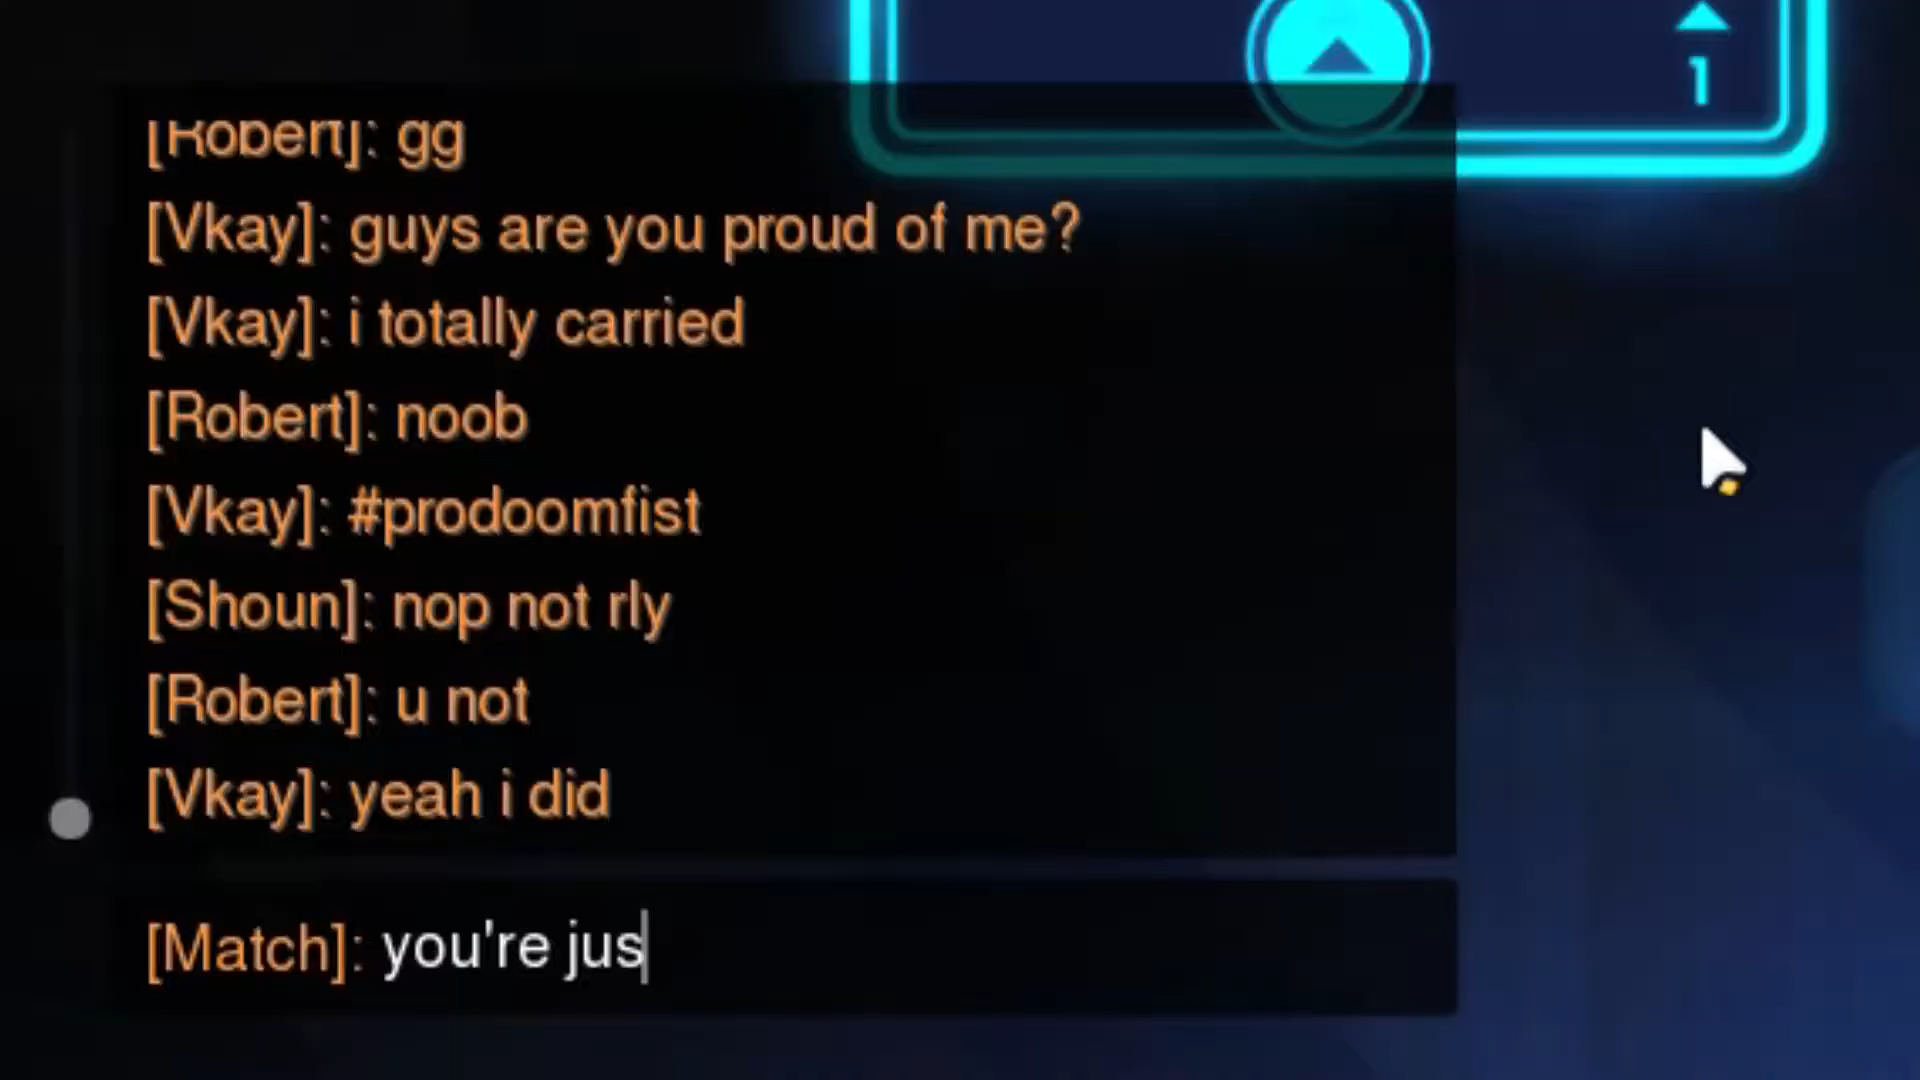 1
[Robert]: gg
[Vkay]: guys are you proud of me?
[Vkay]: i totally carried
[Robert]: noob
[Vkay]: #prodoomfist
[Shoun]: nop not rly
[Robert]: u not
[Vkay]: yeah i did
[Match]: you're jus